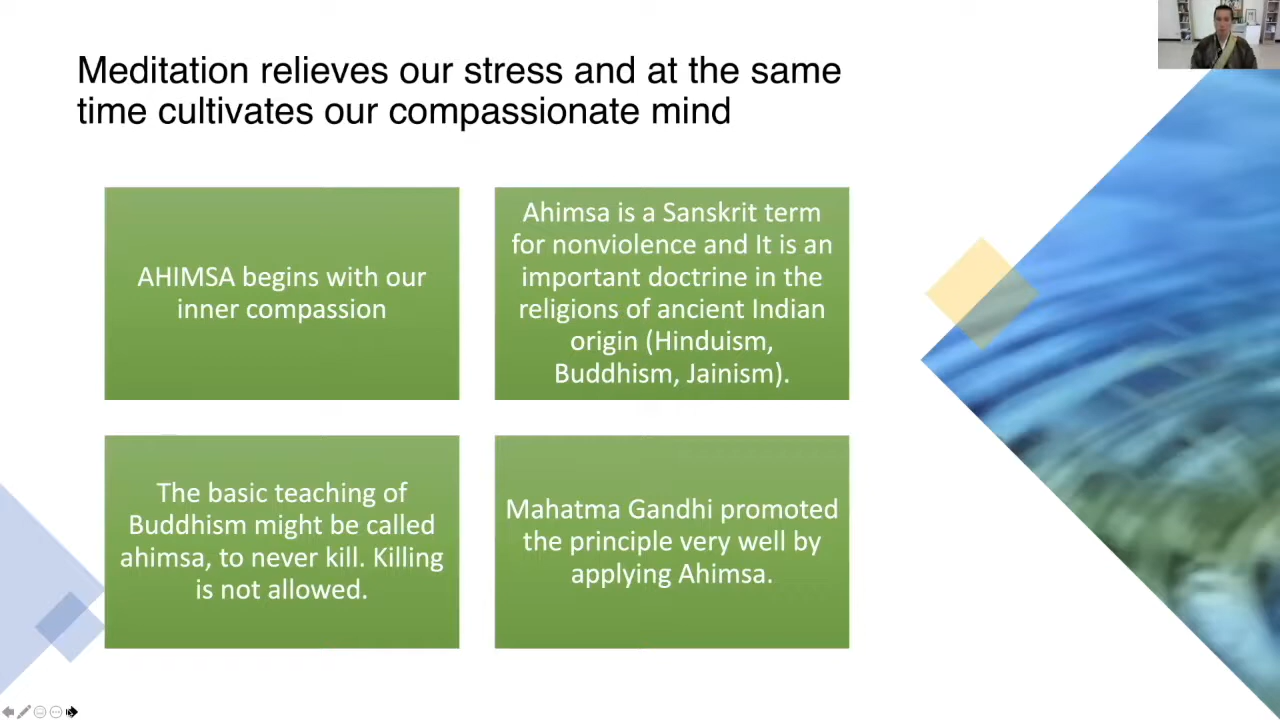 Meditation relieves our stress and at the same
time cultivates our compassionate mind
AHIMSA begins with our
inner compassion
Ahimsa is a Sanskrit term
for nonviolence and It is an
important doctrine in the
religions of ancient Indian
origin (Hinduism,
Buddhism, Jainism).
The basic teaching of
Buddhism might be called
ahimsa, to never kill. Killing
is not allowed.
Mahatma Gandhi promoted
the principle very well by
applying Ahimsa.